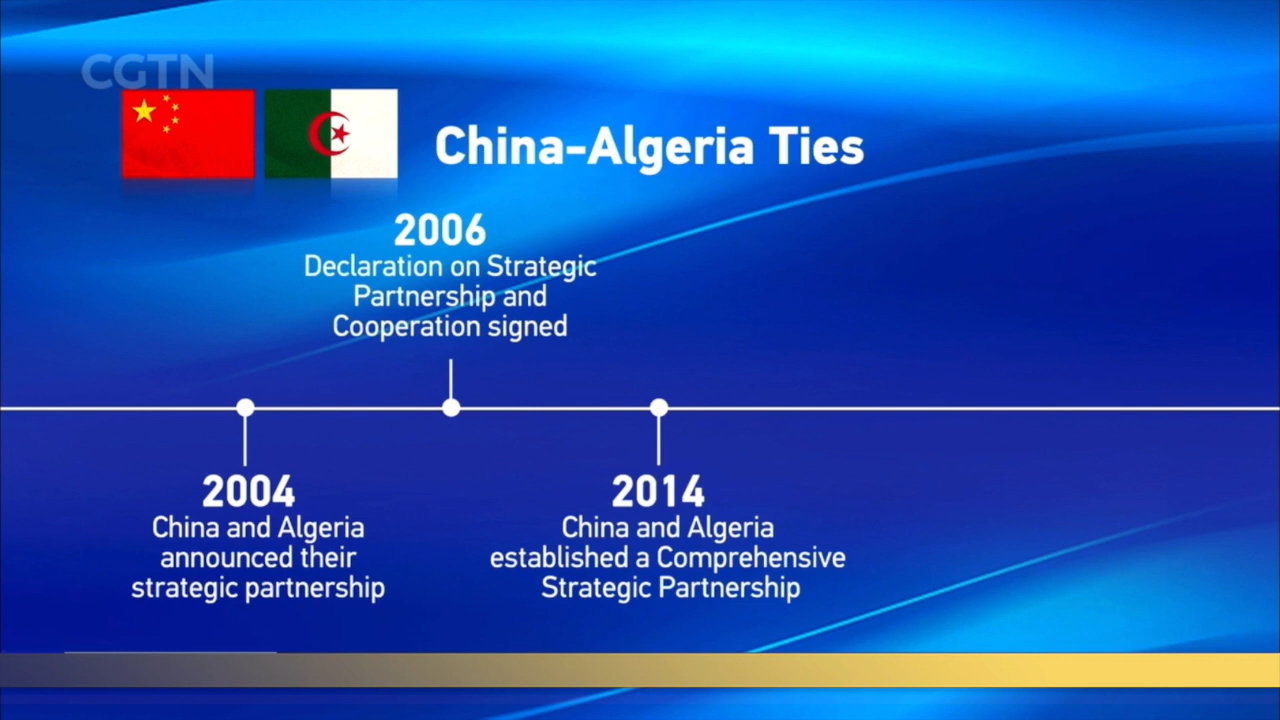 CGTN
China-Algeria Ties
2006
Declaration on Strategic
Partnership and
Cooperation signed
2004
China and Algeria
announced their
strategic partnership
2014
China and Algeria
established a Comprehensive
Strategic Partnership